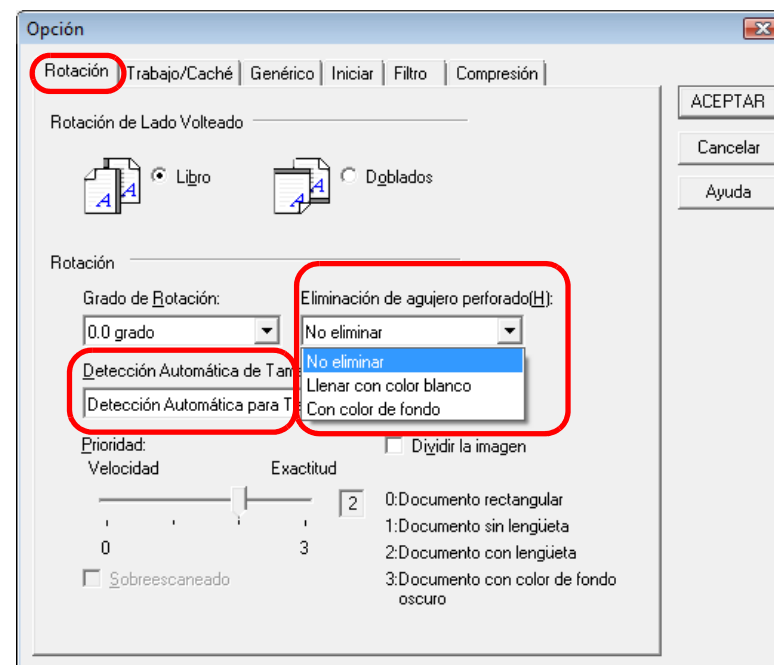 Opción
Rotación Trabajo/Caché Genérico Iniciar Filtro Compresión
ACEPTAR
Cancelar
Ayuda
Rotación de Lado Volteado
A A Libro A A Doblados
Rotación
Grado de Rotación: Eliminación de agujero perforado(H):
0.0 grado No eliminar
No eliminar
Llenar con color blanco
Con color de fondo
Detección Automática de
Detección Automática para
Prioridad: Dividir la imagen
Velocidad Exactitud
2
0 3
0:Documento rectangular
1:Documento sin lengüeta
2:Documento con lengüeta
3:Documento con color de fondo
oscuro
Sobreescaneado